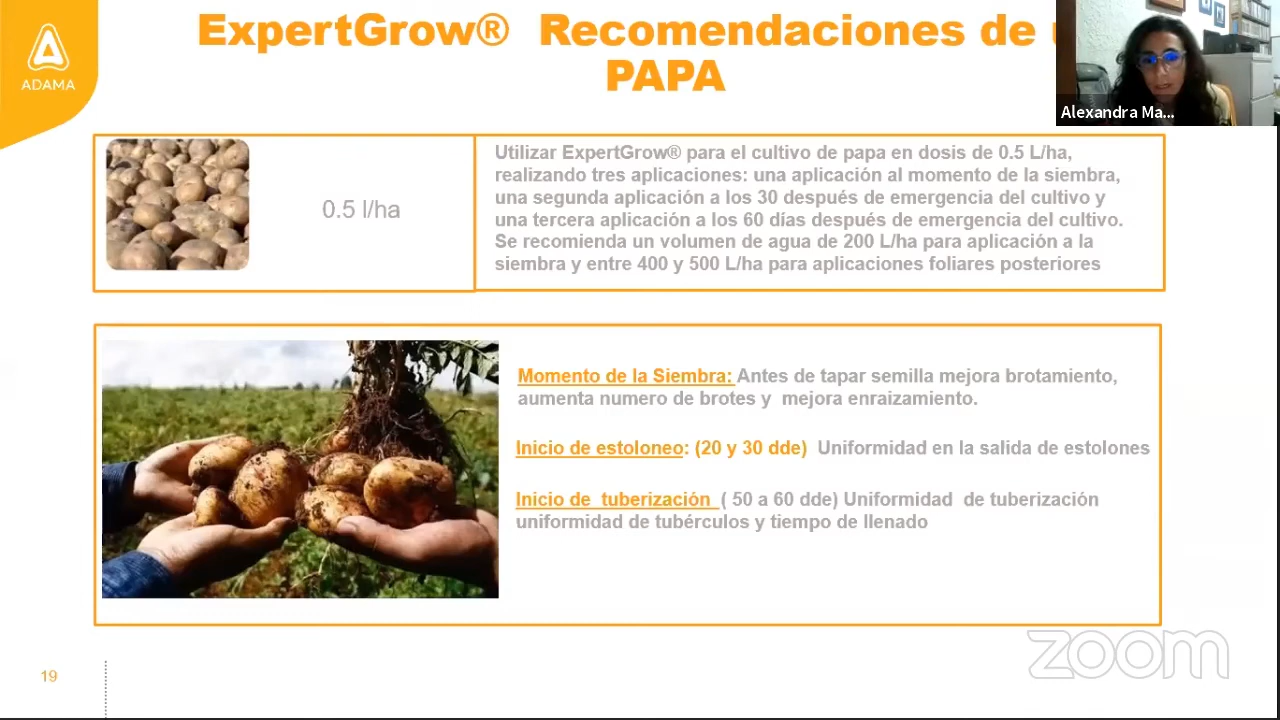 ExpertGrow® Recomendaciones de
PAPA
ADAMA
Alexandra Ma...
0.5 l/ha
Utilizar ExpertGrow® para el cultivo de papa en dosis de 0.5 L/ha,
realizando tres aplicaciones: una aplicación al momento de la siembra,
una segunda aplicación a los 30 después de emergencia del cultivo y
una tercera aplicación a los 60 días después de emergencia del cultivo.
Se recomienda un volumen de agua de 200 L/ha para aplicación a la
siembra y entre 400 y 500 L/ha para aplicaciones foliares posteriores
Momento de la Siembra: Antes de tapar semilla mejora brotamiento,
aumenta numero de brotes y mejora enraizamiento.
Inicio de estoloneo: (20 y 30 dde) Uniformidad en la salida de estolones
Inicio de tuberización ( 50 a 60 dde) Uniformidad de tuberización
uniformidad de tubérculos y tiempo de llenado
zoom
19